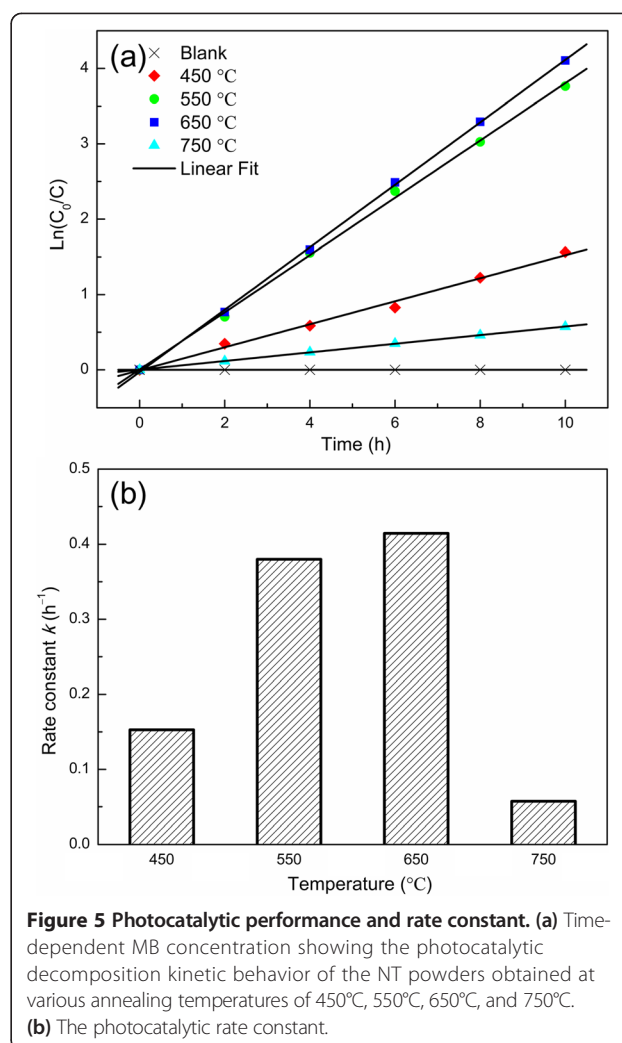 (a)
Blank
450 °C
550 °C
650 °C
750 °C
Linear Fit
Ln(C₀/C)
4
3
2
1
0
0 2 4 6 8 10
Time (h)
(b)
Rate constant k (h⁻¹)
0.5
0.4
0.3
0.2
0.1
0.0
450 550 650 750
Temperature (°C)
Figure 5 Photocatalytic performance and rate constant. (a) Time-
dependent MB concentration showing the photocatalytic
decomposition kinetic behavior of the NT powders obtained at
various annealing temperatures of 450°C, 550°C, 650°C, and 750°C.
(b) The photocatalytic rate constant.